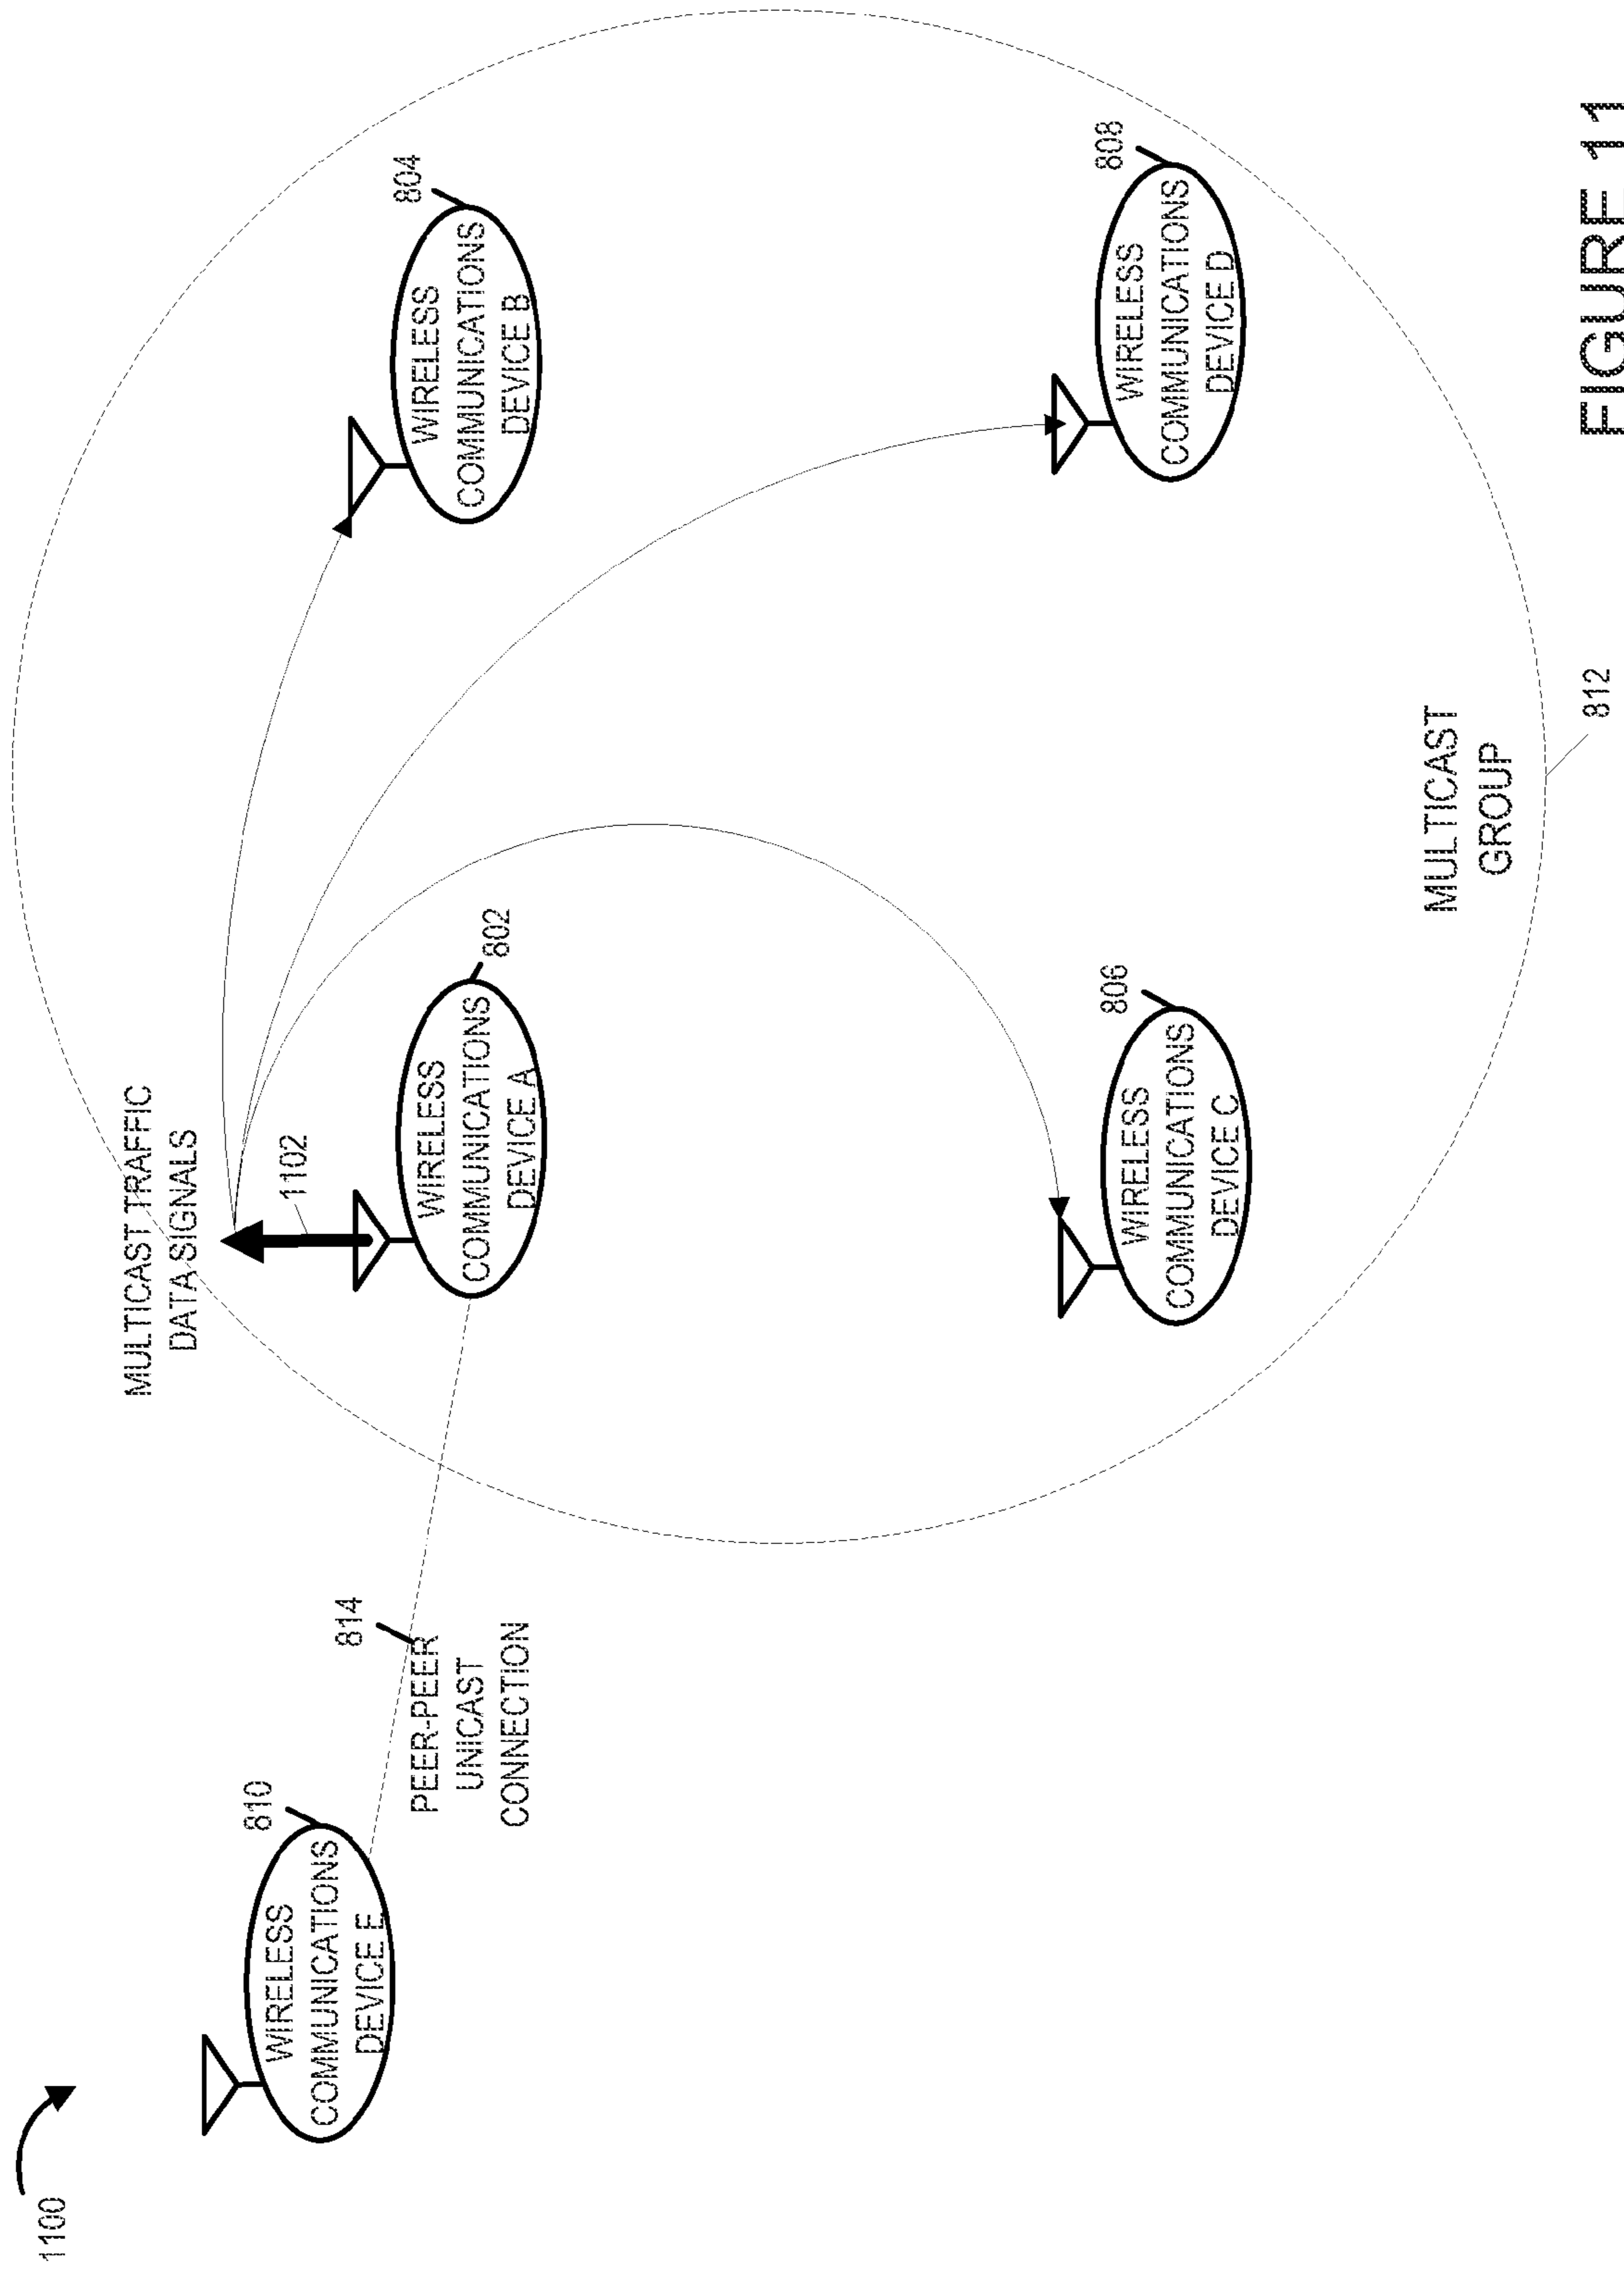 1100
MULTICAST TRAFFIC
DATA SIGNALS
1102
810
WIRELESS
COMMUNICATIONS
DEVICE E
814
PEER-PEER
UNICAST
CONNECTION
802
WIRELESS
COMMUNICATIONS
DEVICE A
804
WIRELESS
COMMUNICATIONS
DEVICE B
806
WIRELESS
COMMUNICATIONS
DEVICE C
808
WIRELESS
COMMUNICATIONS
DEVICE D
MULTICAST
GROUP
812
FIGURE 11